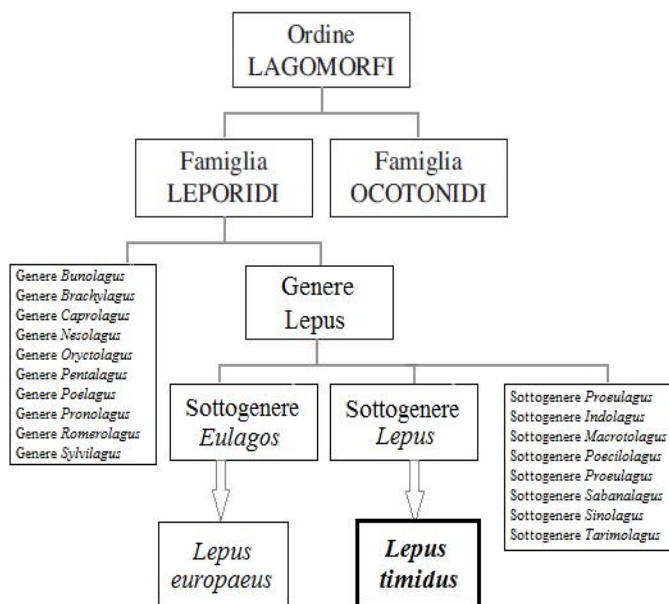 Ordine
LAGOMORFI
Famiglia
LEPORIDI
Famiglia
OCOTONIDI
Genere Bunolagus
Genere Brachylagus
Genere Caprolagus
Genere Nesolagus
Genere Oryctolagus
Genere Pentalagus
Genere Poelagus
Genere Pronolagus
Genere Romerolagus
Genere Sylvilagus
Genere
Lepus
Sottogenere
Eulagos
Sottogenere
Lepus
Sottogenere Proeulagus
Sottogenere Indolagus
Sottogenere Macrotolagus
Sottogenere Poecilolagus
Sottogenere Proeulagus
Sottogenere Sabanalagus
Sottogenere Sinolagus
Sottogenere Tarimolagus
Lepus
europaeus
Lepus
timidus